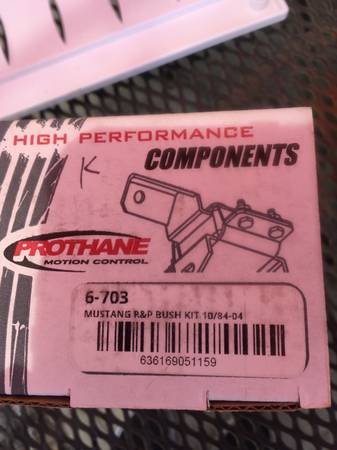 HIGH PERFORMANCE
COMPONENTS
K
PROTHANE
MOTION CONTROL
6-703
MUSTANG R&P BUSH KIT 10/84-04
636169051159